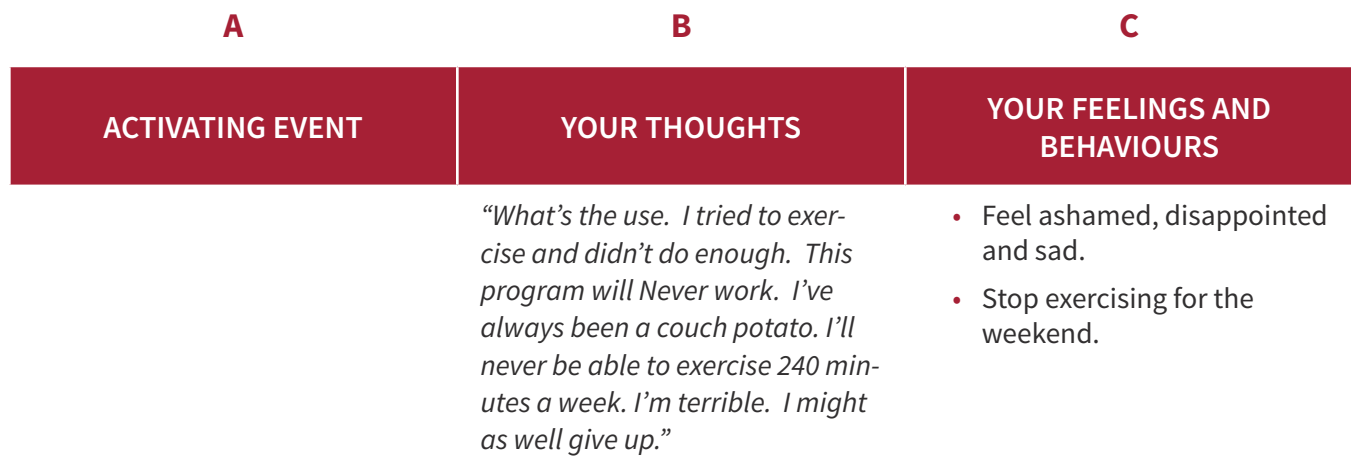 A
B
C
ACTIVATING EVENT
YOUR THOUGHTS
YOUR FEELINGS AND
BEHAVIOURS
“What’s the use.  I tried to exer-
cise and didn’t do enough.  This
program will Never work.  I’ve
always been a couch potato. I’ll
never be able to exercise 240 min-
utes a week. I’m terrible.  I might
as well give up.”
• Feel ashamed, disappointed
and sad.
• Stop exercising for the
weekend.